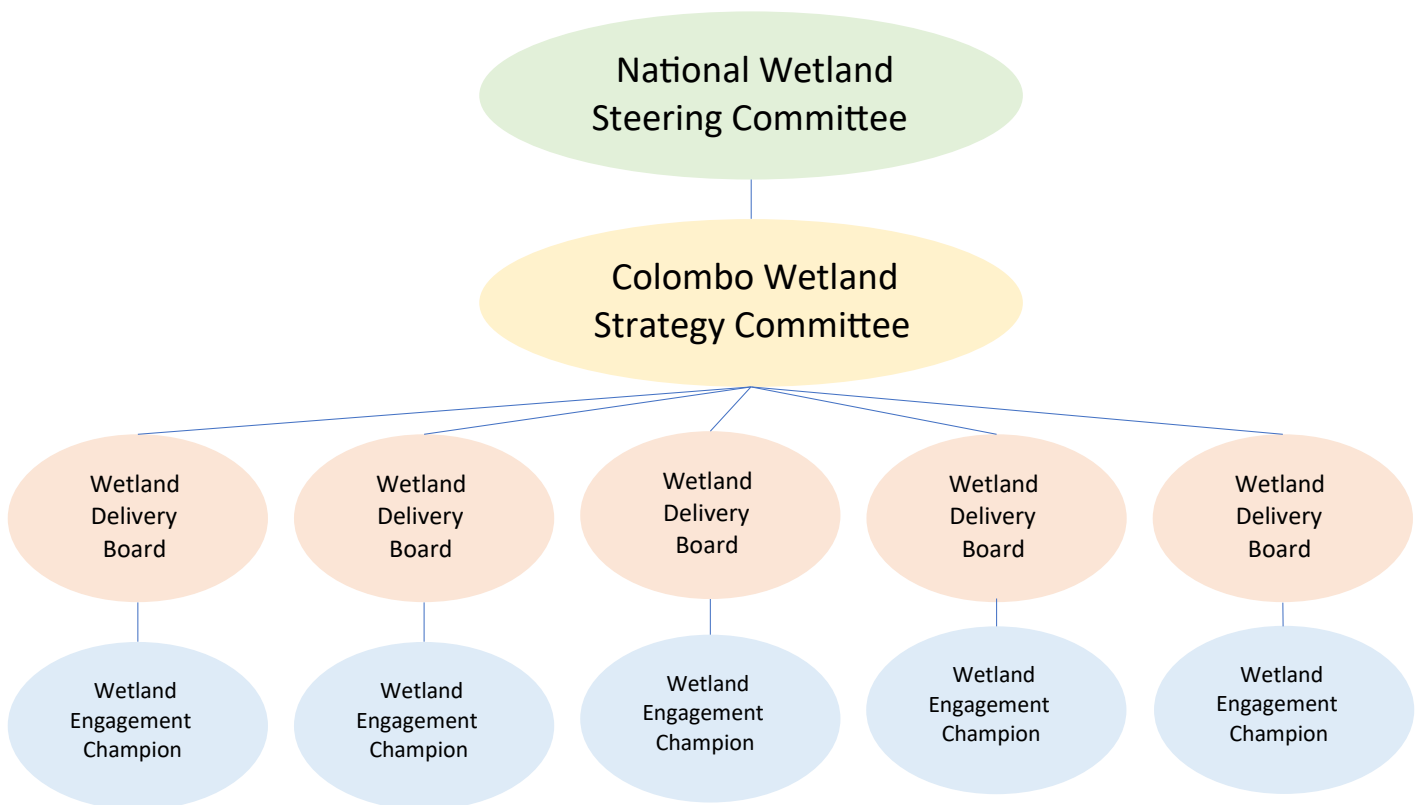 National Wetland
Steering Committee
Colombo Wetland
Strategy Committee
Wetland
Delivery
Board
Wetland
Delivery
Board
Wetland
Delivery
Board
Wetland
Delivery
Board
Wetland
Delivery
Board
Wetland
Engagement
Champion
Wetland
Engagement
Champion
Wetland
Engagement
Champion
Wetland
Engagement
Champion
Wetland
Engagement
Champion